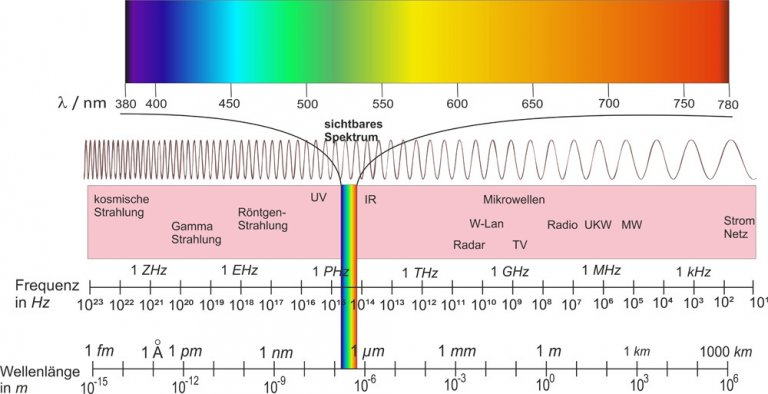 λ / nm 380 400 450 500 550 600 650 700 750 780
sichtbares
Spektrum
kosmische
Strahlung
Gamma
Strahlung
Röntgen-
Strahlung
UV
IR
Mikrowellen
W-Lan
Radar
TV
Radio UKW MW
Strom
Netz
1 ZHz 1 EHz 1 PHz 1 THz 1 GHz 1 MHz 1 kHz
Frequenz
in Hz
10²³ 10²² 10²¹ 10²⁰ 10¹⁹ 10¹⁸ 10¹⁷ 10¹⁶ 10¹⁵ 10¹⁴ 10¹³ 10¹² 10¹¹ 10¹⁰ 10⁹ 10⁸ 10⁷ 10⁶ 10⁵ 10⁴ 10³ 10² 10¹
1 fm 1 Å 1 pm 1 nm 1 µm 1 mm 1 m 1 km 1000 km
Wellenlänge
in m
10⁻¹⁵ 10⁻¹² 10⁻⁹ 10⁻⁶ 10⁻³ 10⁰ 10³ 10⁶